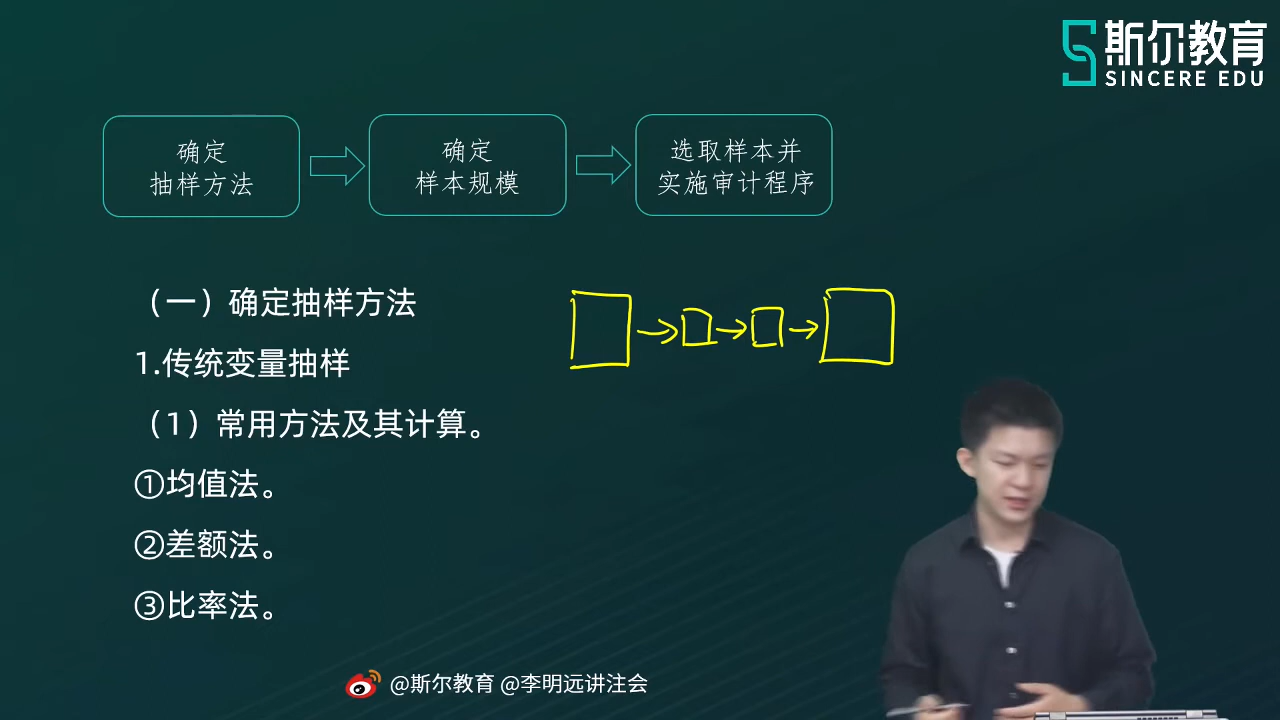 斯尔教育
SINCERE EDU
确定
抽样方法
确定
样本规模
选取样本并
实施审计程序
（一）确定抽样方法
1.传统变量抽样
（1）常用方法及其计算。
①均值法。
②差额法。
③比率法。
@斯尔教育 @李明远讲注会